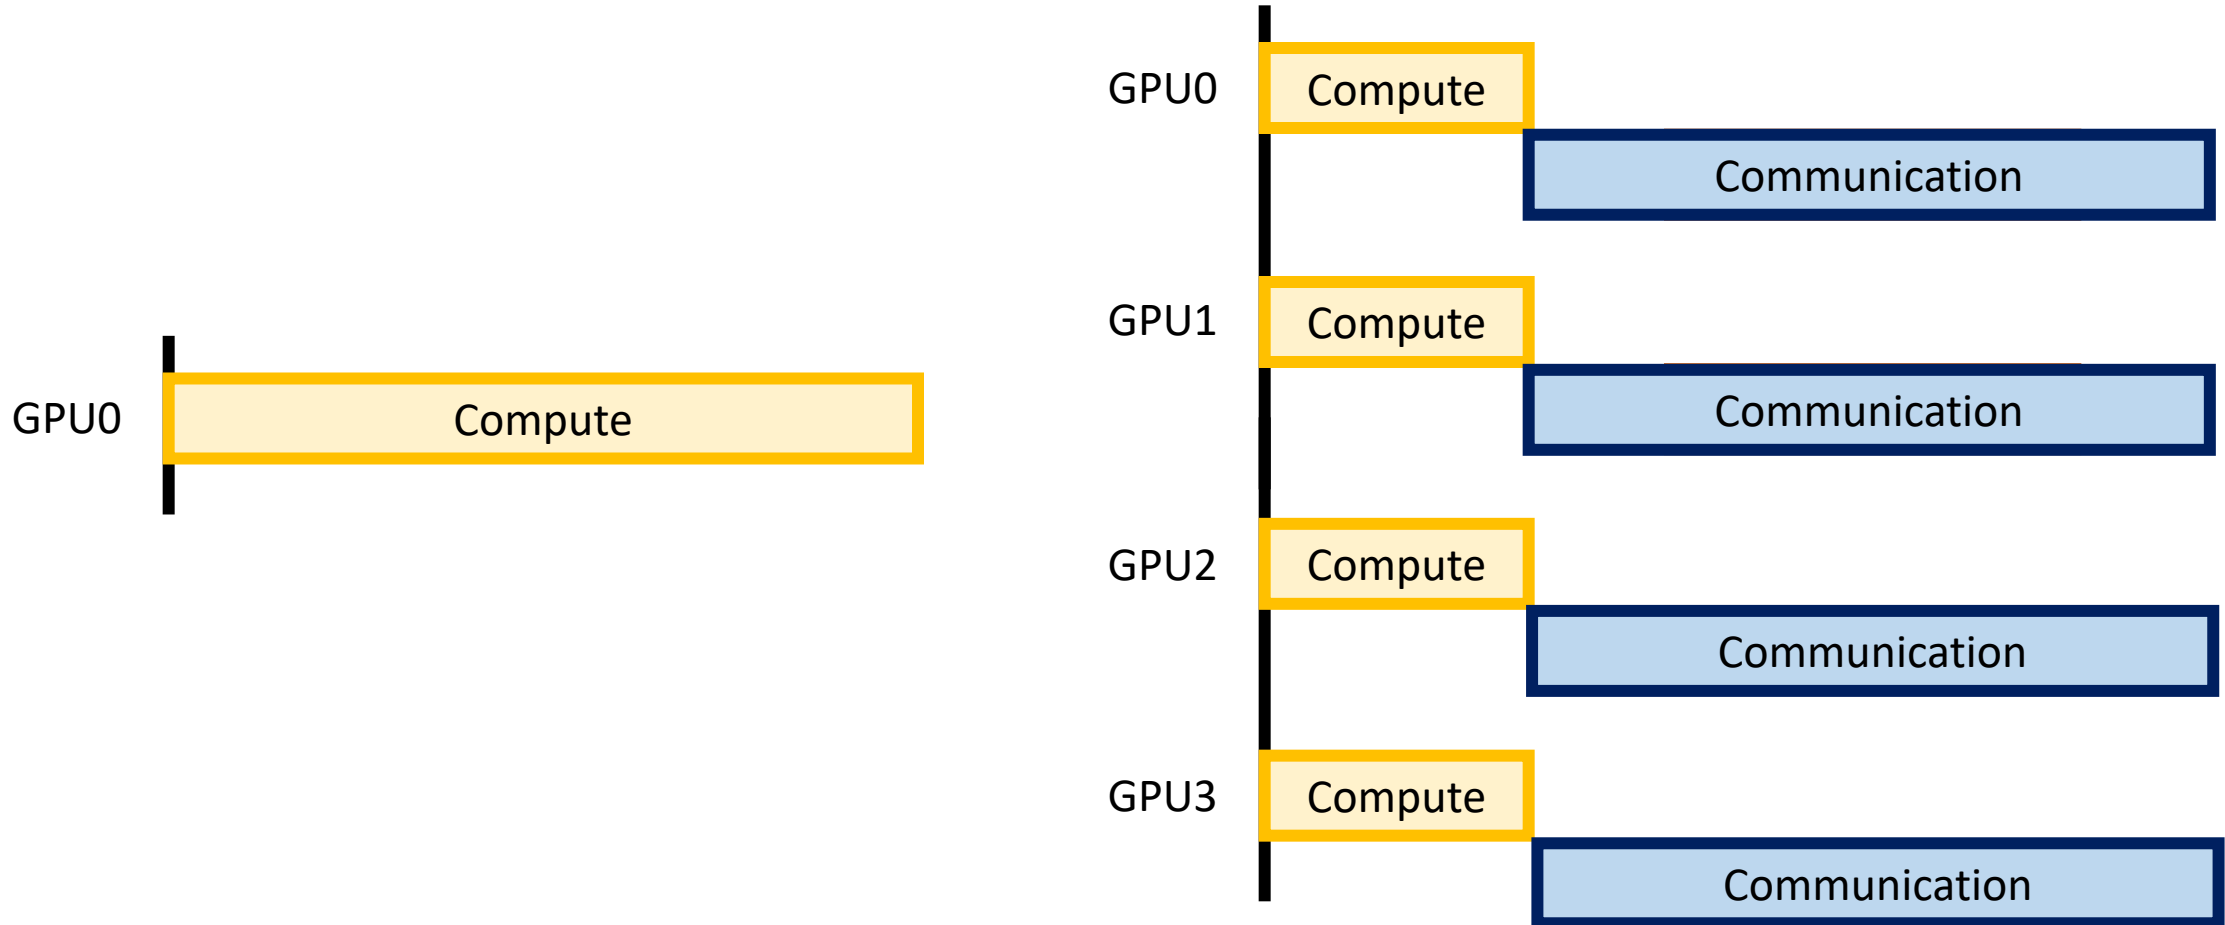 GPU0
Compute
GPU0
Compute
Communication
GPU1
Compute
Communication
GPU2
Compute
Communication
GPU3
Compute
Communication